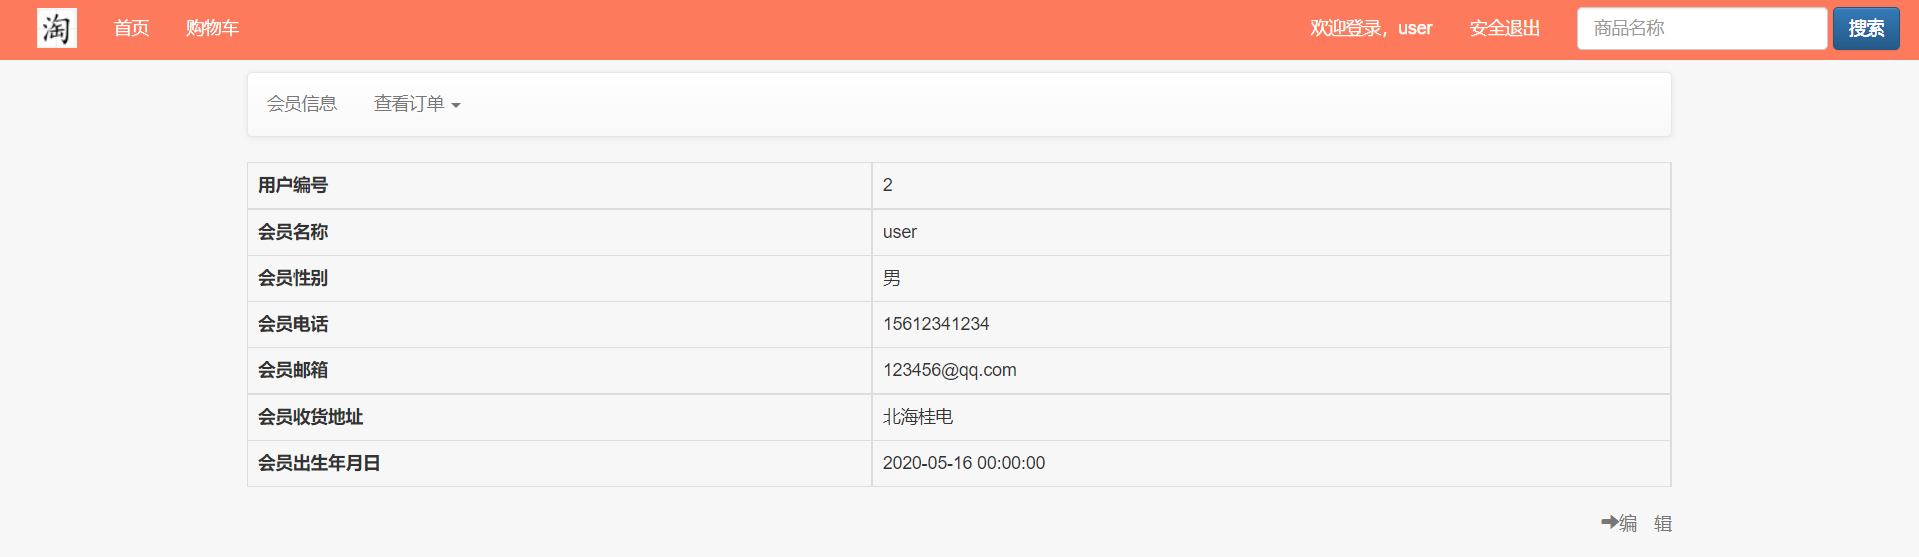 淘 首页 购物车 欢迎登录，user 安全退出 商品名称 搜索
会员信息 查看订单
用户编号 2
会员名称 user
会员性别 男
会员电话 15612341234
会员邮箱 123456@qq.com
会员收货地址 北海桂电
会员出生年月日 2020-05-16 00:00:00
编 辑